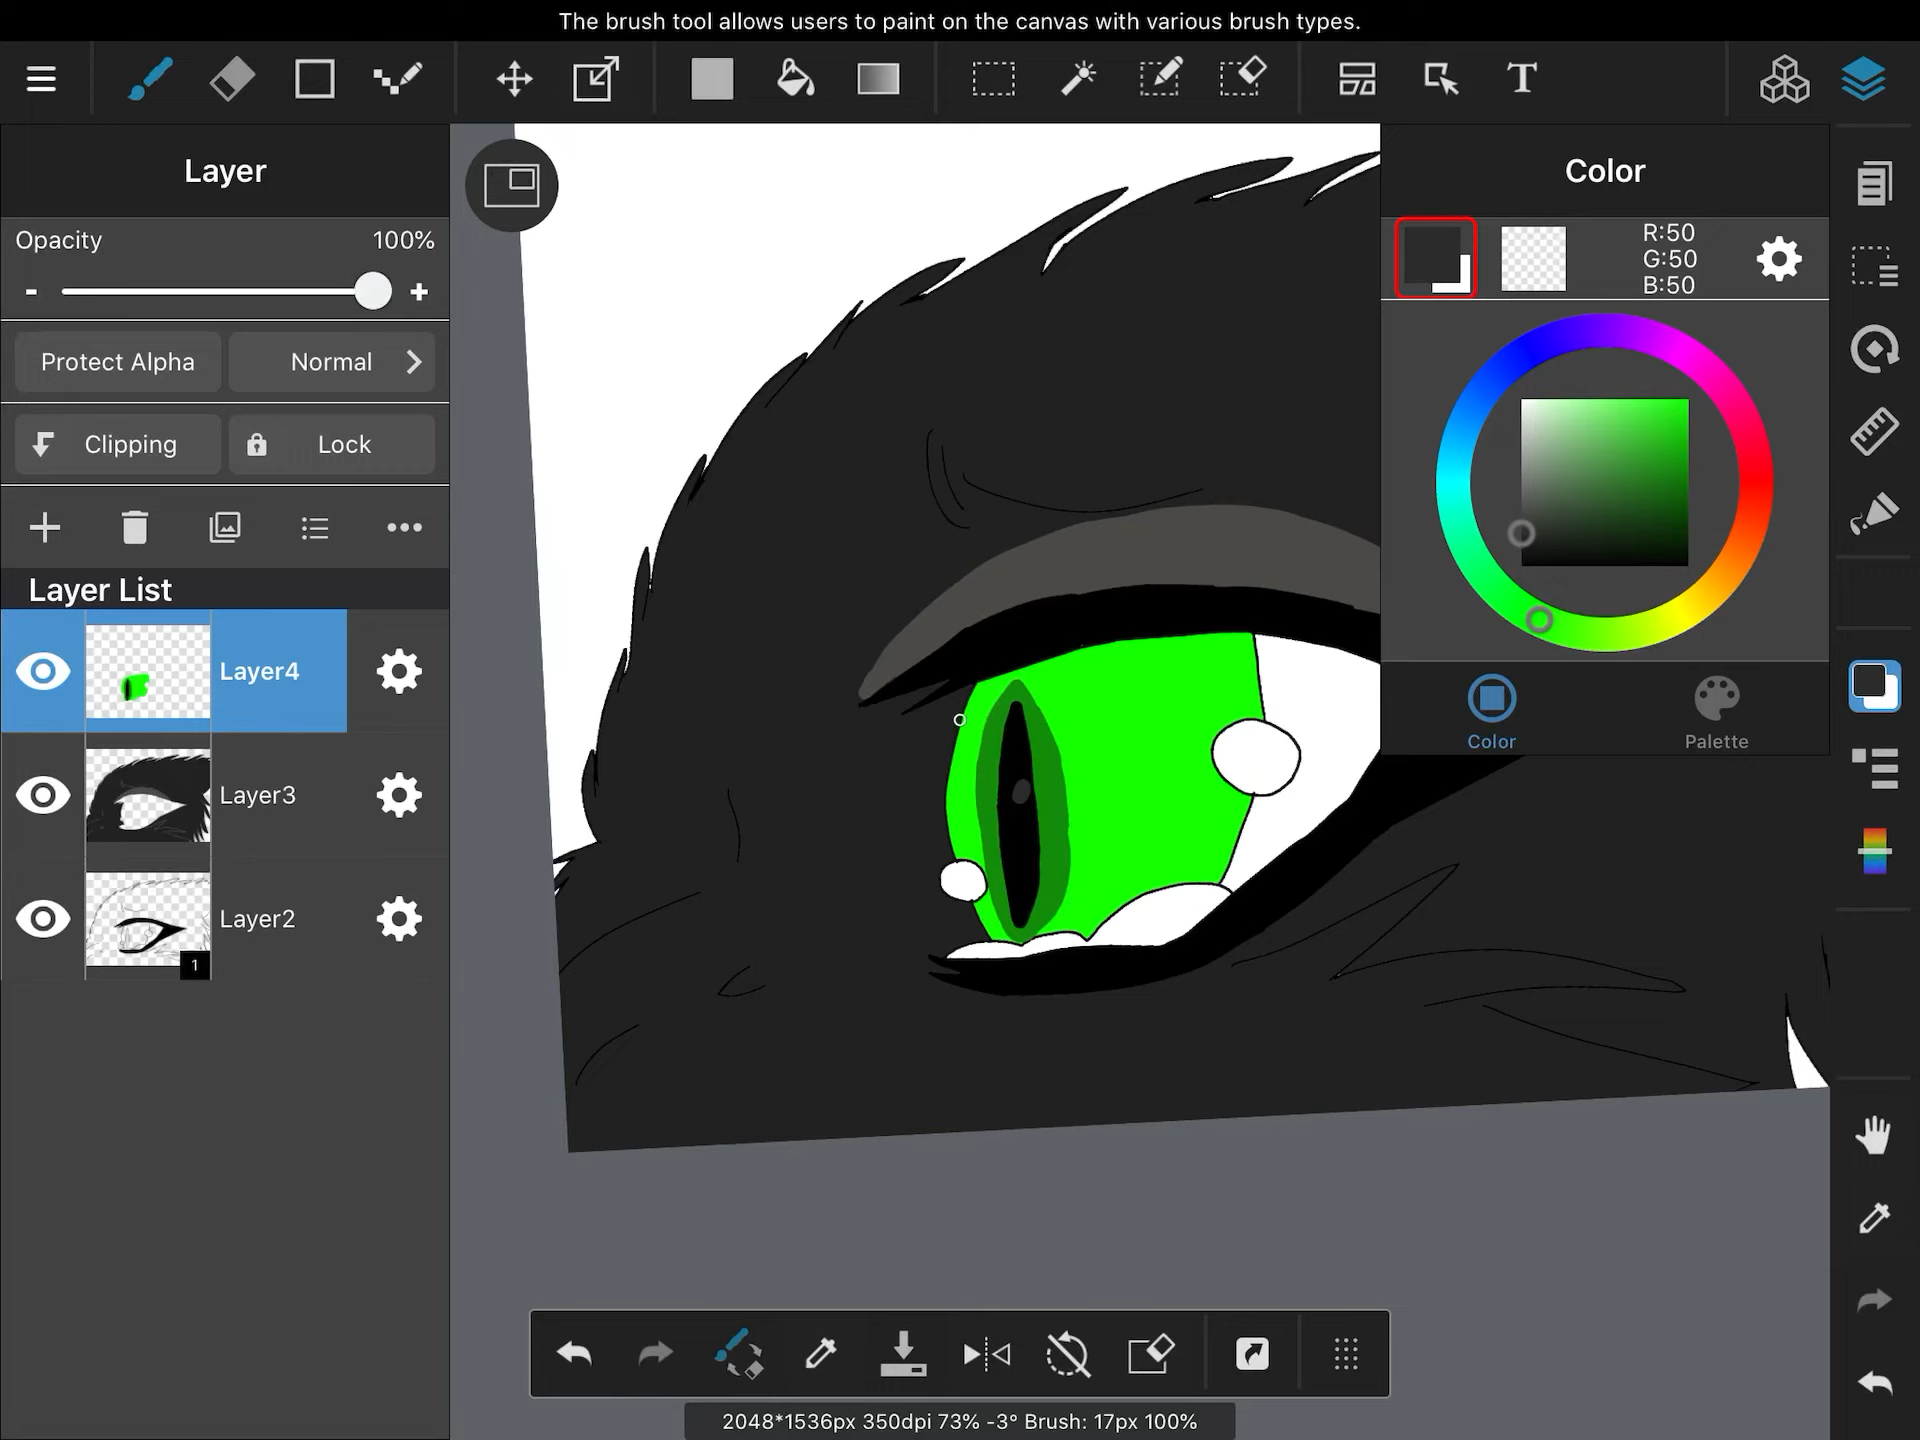 The brush tool allows users to paint on the canvas with various brush types.
T
Layer
Opacity 100%
- +
Protect Alpha
Normal
Clipping
Lock
Layer List
Layer4
Layer3
Layer2
1
Color
R:50
G:50
B:50
Color
Palette
2048*1536px 350dpi 73% -3° Brush: 17px 100%